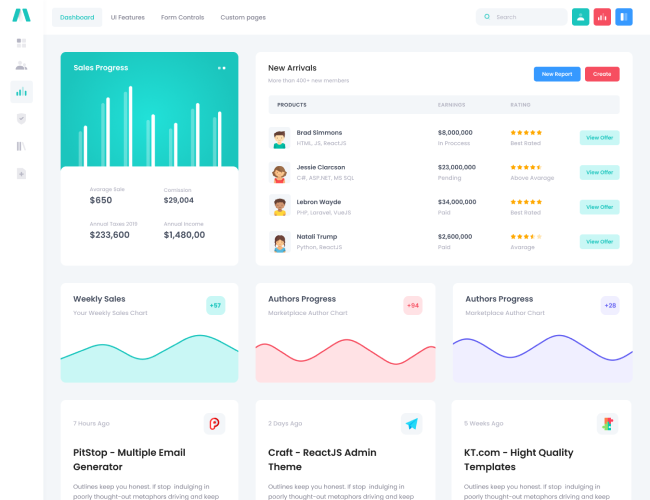 Dashboard UI Features Form Controls Custom pages Search
Sales Progress
Avarage Sale Comission
$650 $29,004
Annual Taxes 2019 Annual Income
$233,600 $1,480,00
New Arrivals
More than 400+ new members
New Report Create
PRODUCTS EARNINGS RATING
Brad Simmons $8,000,000 View Offer
HTML, JS, ReactJS In Proccess Best Rated
Jessie Clarcson $23,000,000 View Offer
C#, ASP.NET, MS SQL Pending Above Avarage
Lebron Wayde $34,000,000 View Offer
PHP, Laravel, VueJS Paid Best Rated
Natali Trump $2,600,000 View Offer
Python, ReactJS Paid Avarage
Weekly Sales +57
Your Weekly Sales Chart
Authors Progress +94
Marketplace Author Chart
Authors Progress +28
Marketplace Author Chart
7 Hours Ago
PitStop - Multiple Email
Generator
Outlines keep you honest. If stop indulging in
poorly thought-out metaphors driving and keep
2 Days Ago
Craft - ReactJS Admin
Theme
Outlines keep you honest. If stop indulging in
poorly thought-out metaphors driving and keep
5 Weeks Ago
KT.com - Hight Quality
Templates
Outlines keep you honest. If stop indulging in
poorly thought-out metaphors driving and keep